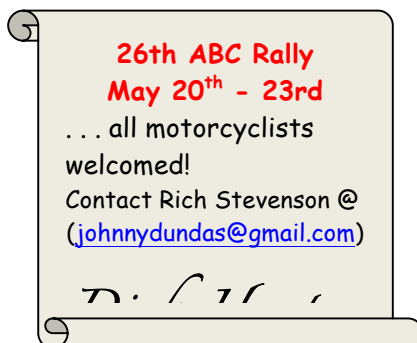 26th ABC Rally
May 20th - 23rd
. . . all motorcyclists
welcomed!
Contact Rich Stevenson @
(johnnydundas@gmail.com)